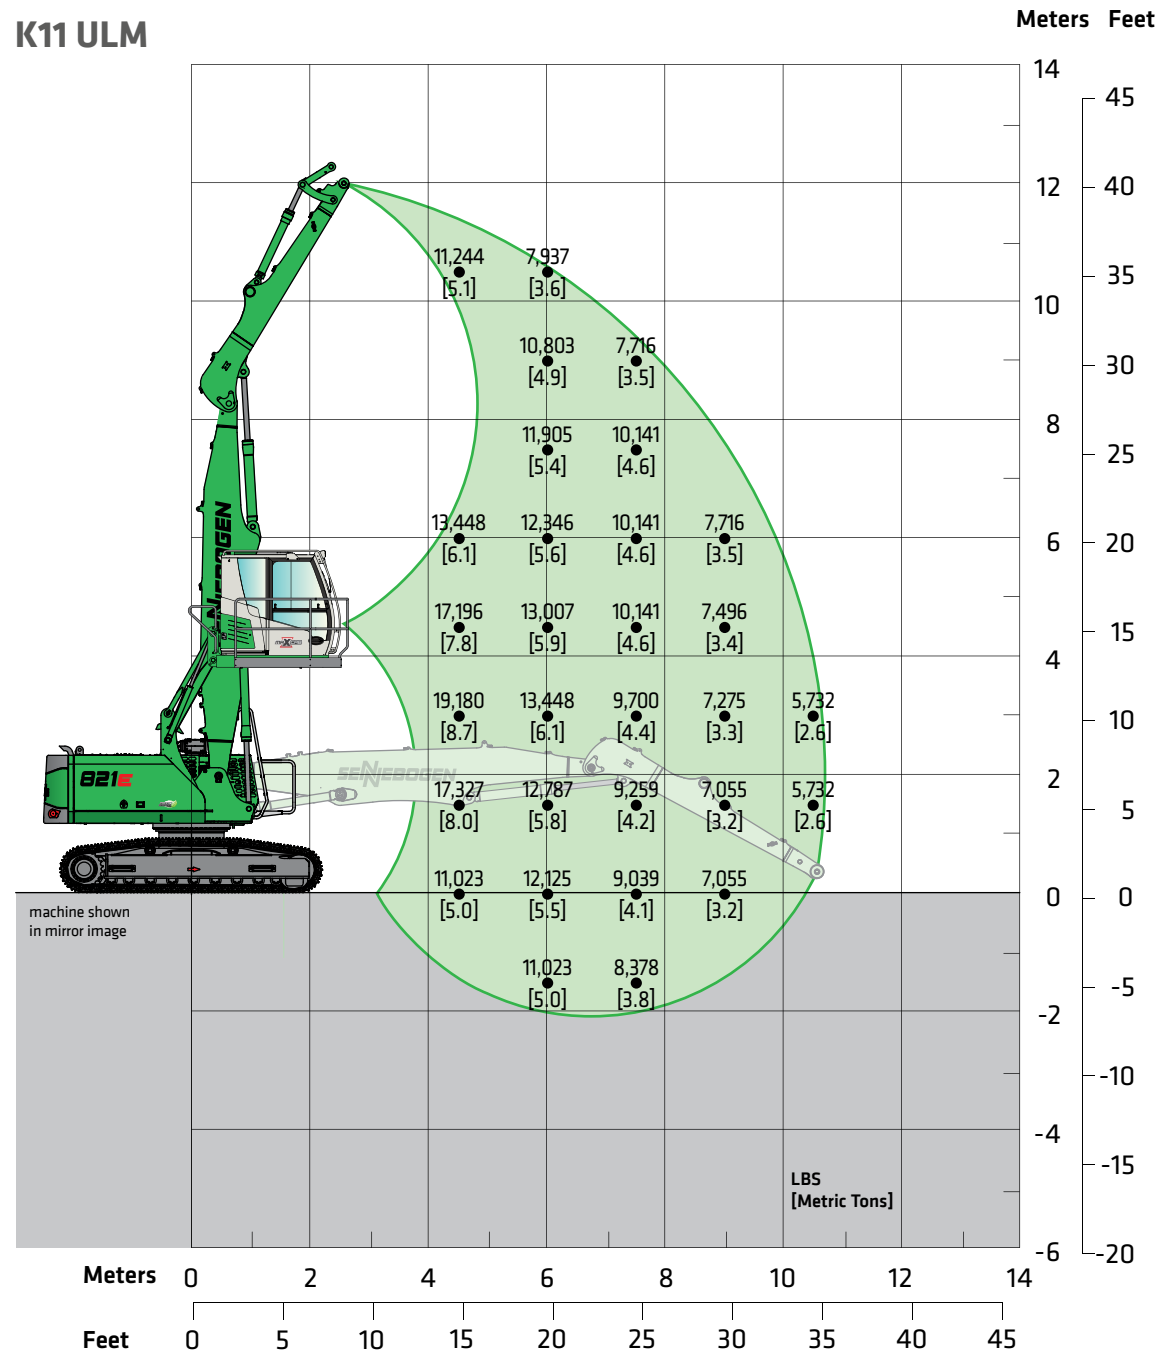 K11 ULM
Meters Feet
14
45
12
40
11,244 7,937
[5.1] [3.6]
35
10
10,803 7,716
[4.9] [3.5]
30
8
11,905 10,141
[5.4] [4.6]
25
13,448 12,346 10,141 7,716
[6.1] [5.6] [4.6] [3.5]
6
20
17,196 13,007 10,141 7,496
[7.8] [5.9] [4.6] [3.4]
15
4
19,180 13,448 9,700 7,275 5,732
[8.7] [6.1] [4.4] [3.3] [2.6]
10
SENNEBOGEN
821E
2
17,327 12,787 9,259 7,055 5,732
[8.0] [5.8] [4.2] [3.2] [2.6]
5
11,023 12,125 9,039 7,055
[5.0] [5.5] [4.1] [3.2]
0
0
machine shown
in mirror image
11,023 8,378
[5.0] [3.8]
-5
-2
-10
-4
-15
LBS
[Metric Tons]
-6
-20
Meters 0 2 4 6 8 10 12 14
Feet 0 5 10 15 20 25 30 35 40 45